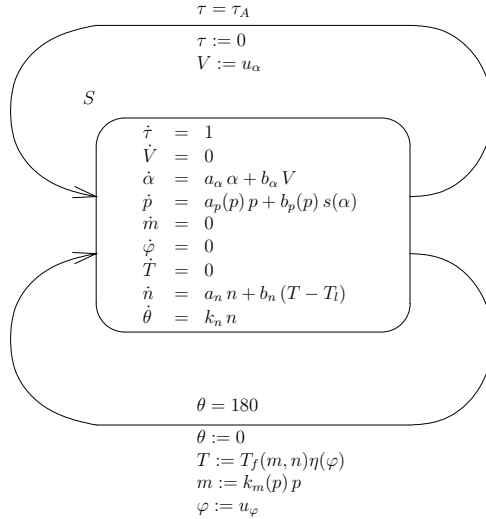 τ = τ_A
τ := 0
V := u_α
S
τ̇ = 1
V̇ = 0
α̇ = a_α α + b_α V
ṗ = a_p(p) p + b_p(p) s(α)
ṁ = 0
φ̇ = 0
Ṫ = 0
ṅ = a_n n + b_n (T − T_l)
θ̇ = k_n n
θ = 180
θ := 0
T := T_f(m, n)η(φ)
m := k_m(p) p
φ := u_φ